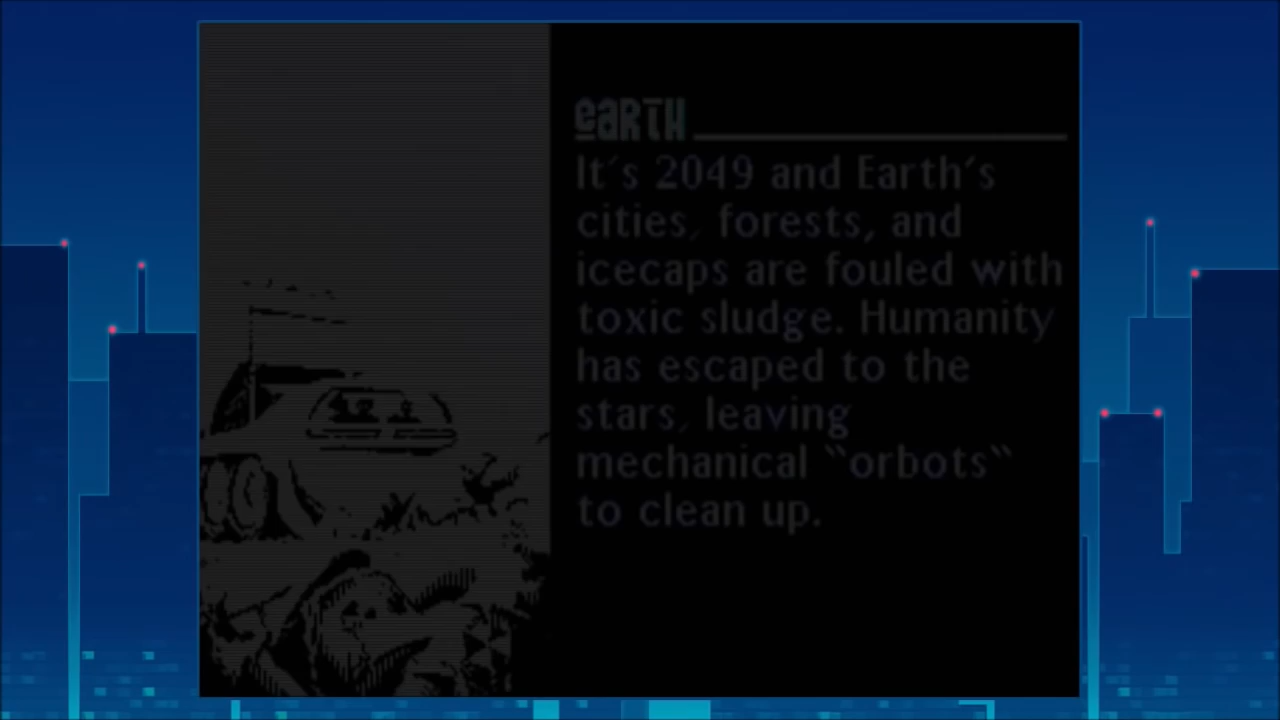 eaRTH
It's 2049 and Earth's
cities, forests, and
icecaps are fouled with
toxic sludge. Humanity
has escaped to the
stars, leaving
mechanical "orbots"
to clean up.